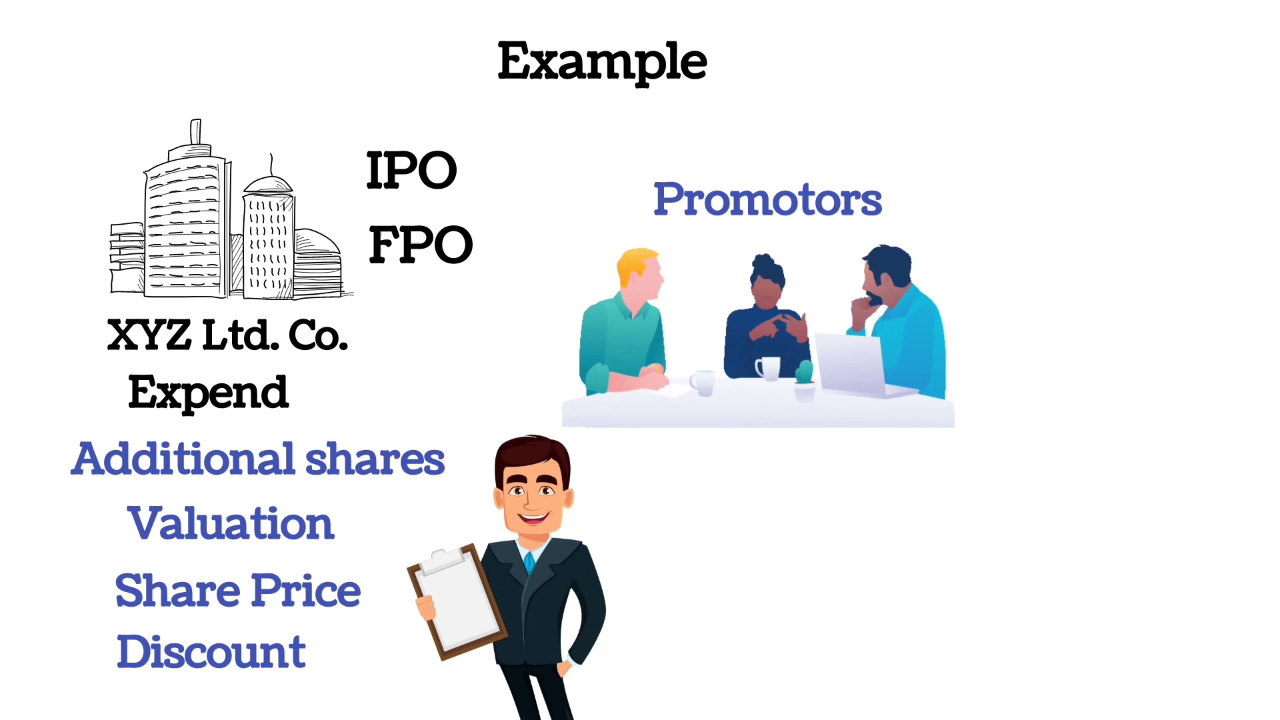 Example
IPO
FPO
Promotors
XYZ Ltd. Co.
Expend
Additional shares
Valuation
Share Price
Discount